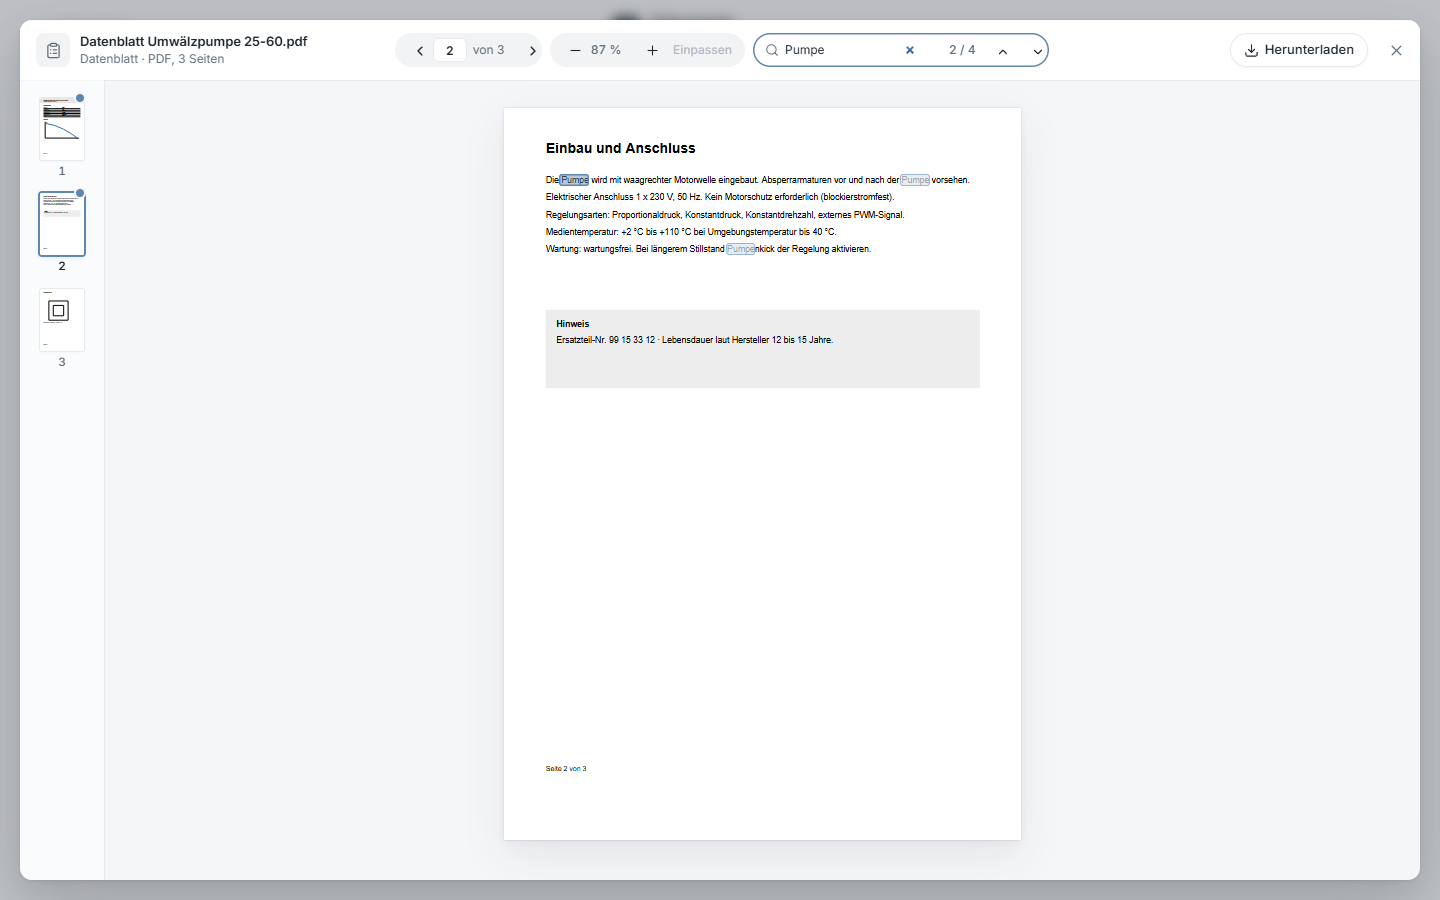 Datenblatt Umwälzpumpe 25-60.pdf
Datenblatt · PDF, 3 Seiten
2 von 3
87 %
Einpassen
Pumpe
2 / 4
Herunterladen
1
2
3
Einbau und Anschluss
Die Pumpe wird mit waagrechter Motorwelle eingebaut. Absperrarmaturen vor und nach der Pumpe vorsehen.
Elektrischer Anschluss 1 x 230 V, 50 Hz. Kein Motorschutz erforderlich (blockierstromfest).
Regelungsarten: Proportionaldruck, Konstantdruck, Konstantdrehzahl, externes PWM-Signal.
Medientemperatur: +2 °C bis +110 °C bei Umgebungstemperatur bis 40 °C.
Wartung: wartungsfrei. Bei längerem Stillstand Pumpenkick der Regelung aktivieren.
Hinweis
Ersatzteil-Nr. 99 15 33 12 · Lebensdauer laut Hersteller 12 bis 15 Jahre.
Seite 2 von 3